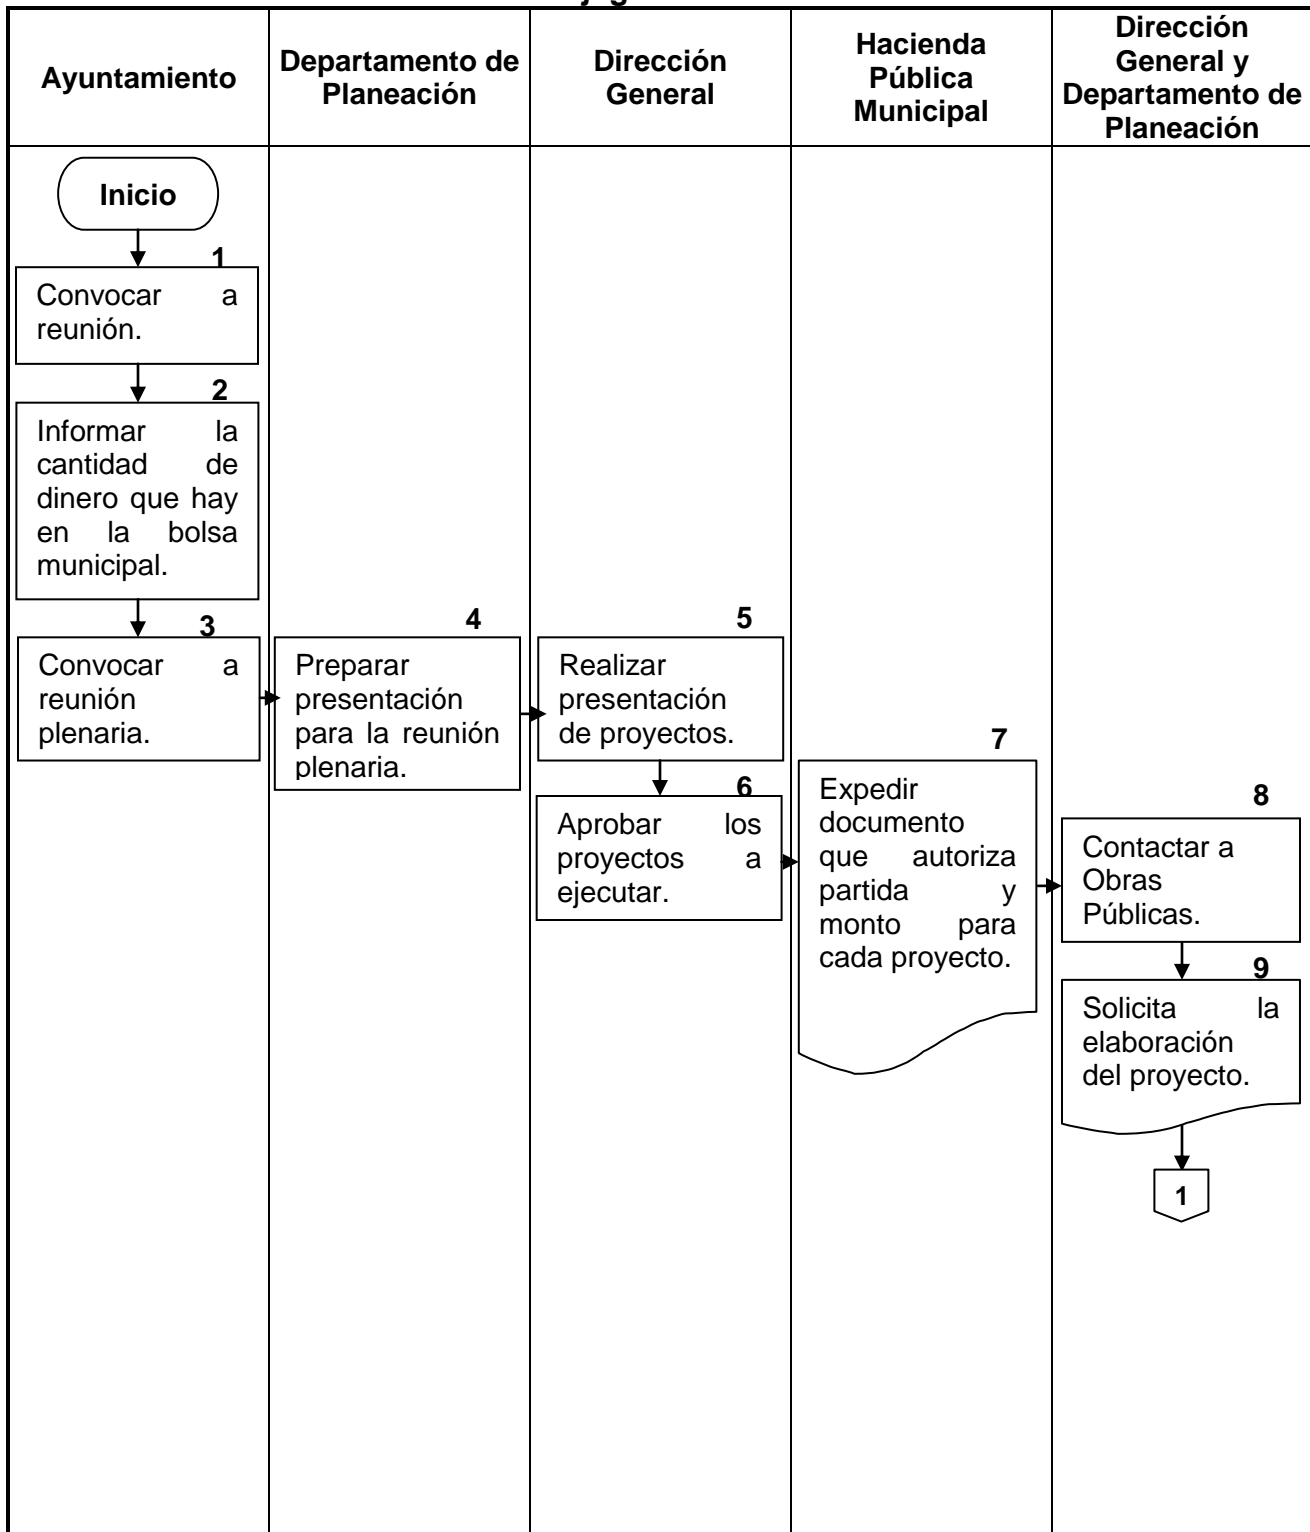 Ayuntamiento
Departamento de
Planeación
Dirección
General
Hacienda
Pública
Municipal
Dirección
General y
Departamento de
Planeación
Inicio
1
Convocar a
reunión.
2
Informar la
cantidad de
dinero que hay
en la bolsa
municipal.
3
Convocar a
reunión
plenaria.
4
Preparar
presentación
para la reunión
plenaria.
5
Realizar
presentación
de proyectos.
6
Aprobar los
proyectos a
ejecutar.
7
Expedir
documento
que autoriza
partida y
monto para
cada proyecto.
8
Contactar a
Obras
Públicas.
9
Solicita la
elaboración
del proyecto.
1